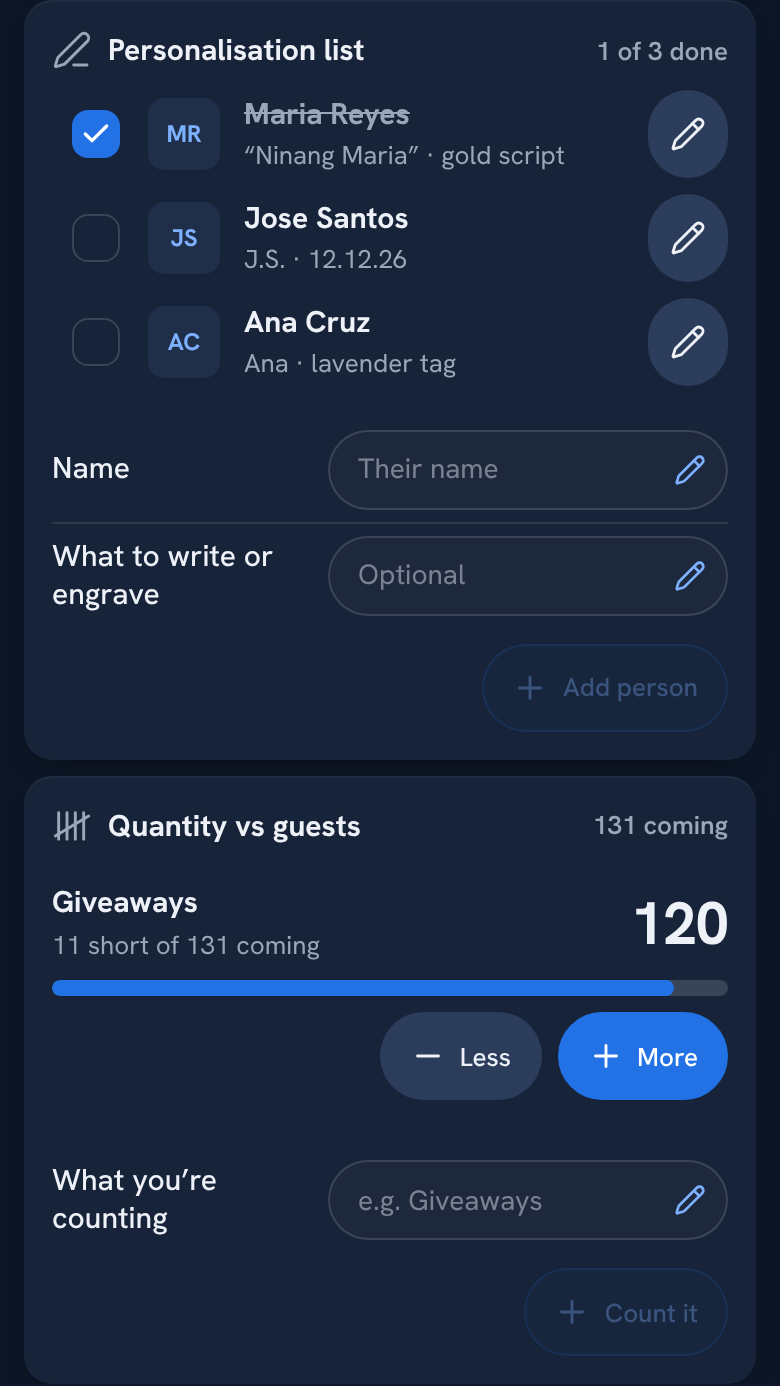 Personalisation list
1 of 3 done
MR
Maria Reyes
“Ninang Maria” · gold script
JS
Jose Santos
J.S. · 12.12.26
AC
Ana Cruz
Ana · lavender tag
Name
Their name
What to write or
engrave
Optional
Add person
Quantity vs guests
131 coming
Giveaways
120
11 short of 131 coming
Less
More
What you’re
counting
e.g. Giveaways
Count it